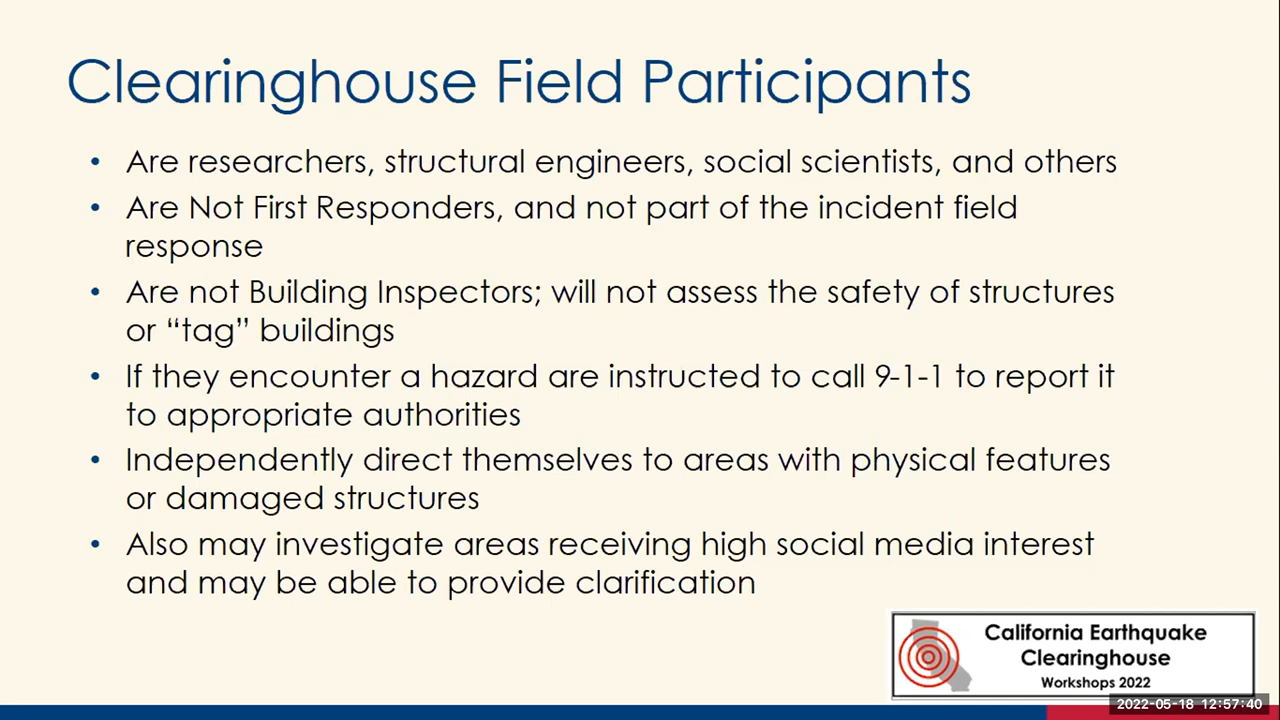 Clearinghouse Field Participants
• Are researchers, structural engineers, social scientists, and others
• Are Not First Responders, and not part of the incident field
response
• Are not Building Inspectors; will not assess the safety of structures
or “tag” buildings
• If they encounter a hazard are instructed to call 9-1-1 to report it
to appropriate authorities
• Independently direct themselves to areas with physical features
or damaged structures
• Also may investigate areas receiving high social media interest
and may be able to provide clarification
California Earthquake
Clearinghouse
Workshops 2022
2022-05-18 12:57:40